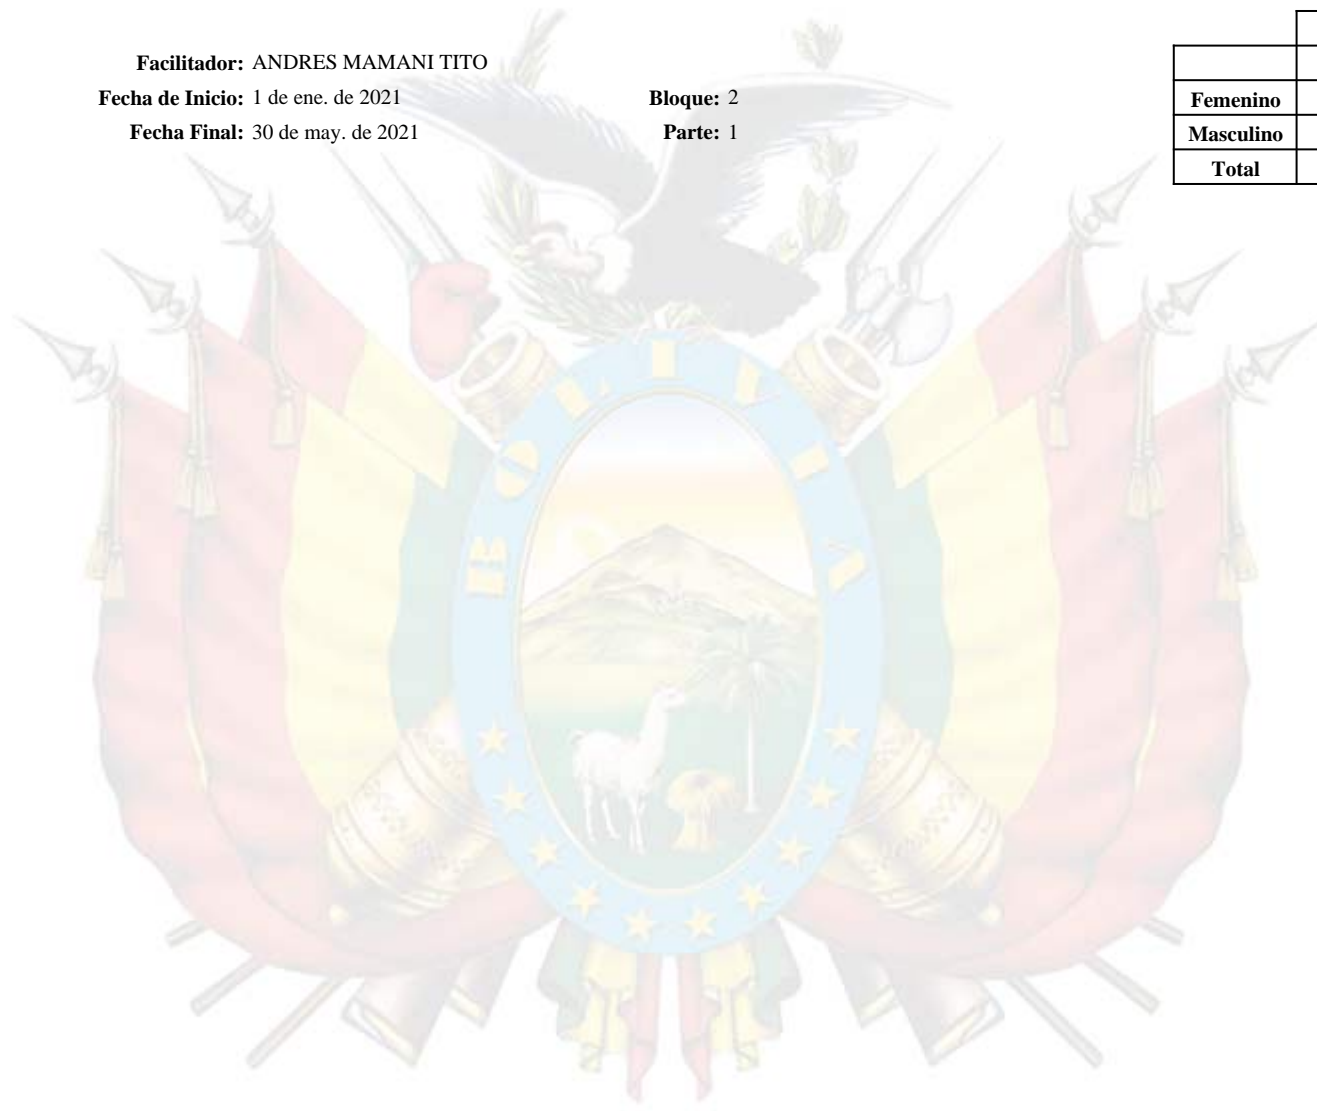 Facilitador: ANDRES MAMANI TITO
Fecha de Inicio: 1 de ene. de 2021 Bloque: 2
Fecha Final: 30 de may. de 2021 Parte: 1
Femenino
Masculino
Total
BOLIVIA